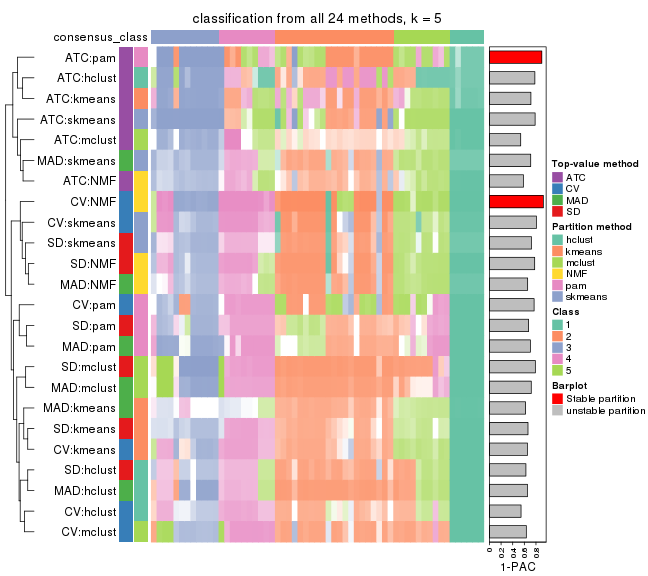 classification from all 24 methods, k = 5
consensus_class
ATC:pam
ATC:hclust
ATC:kmeans
ATC:skmeans
ATC:mclust
MAD:skmeans
ATC:NMF
CV:NMF
CV:skmeans
SD:skmeans
SD:NMF
MAD:NMF
CV:pam
SD:pam
MAD:pam
SD:mclust
MAD:mclust
MAD:kmeans
SD:kmeans
CV:kmeans
SD:hclust
MAD:hclust
CV:hclust
CV:mclust
0
0.2
0.4
0.6
0.8
1-PAC
Top-value method
ATC
CV
MAD
SD
Partition method
hclust
kmeans
mclust
NMF
pam
skmeans
Class
1
2
3
4
5
Barplot
Stable partition
unstable partition